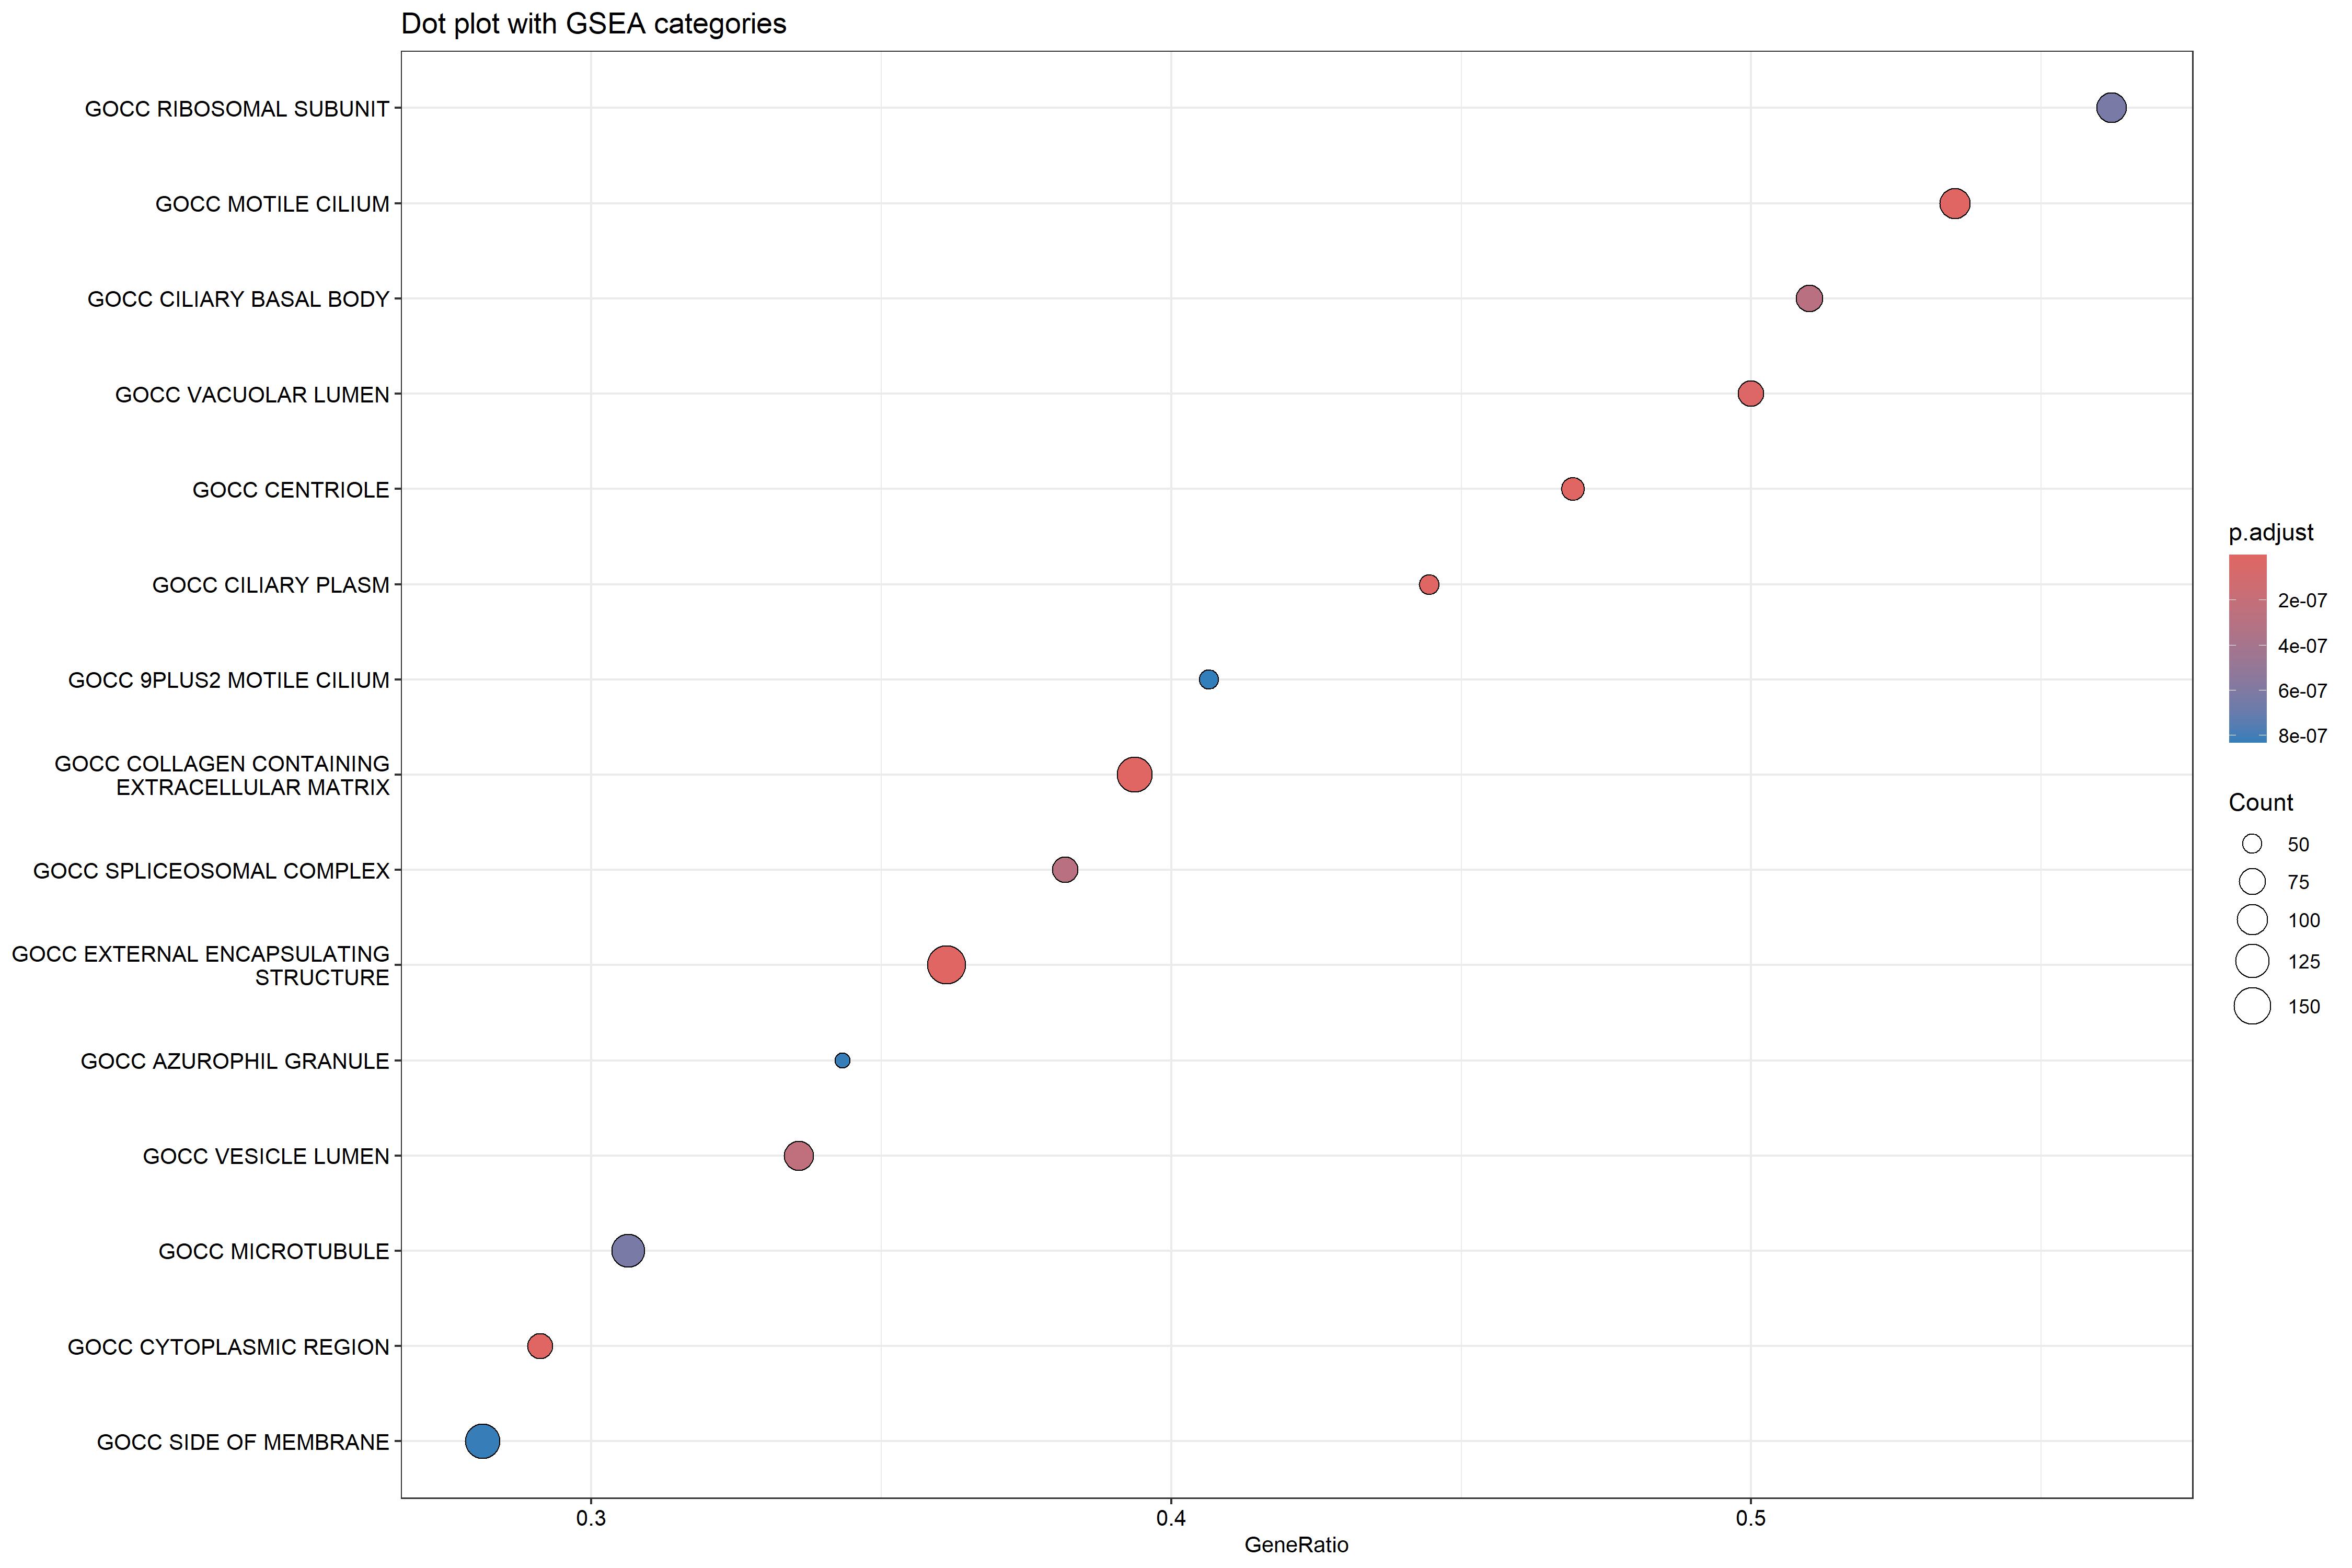 Dot plot with GSEA categories
GOCC RIBOSOMAL SUBUNIT
GOCC MOTILE CILIUM
GOCC CILIARY BASAL BODY
GOCC VACUOLAR LUMEN
GOCC CENTRIOLE
GOCC CILIARY PLASM
GOCC 9PLUS2 MOTILE CILIUM
GOCC COLLAGEN CONTAINING
EXTRACELLULAR MATRIX
GOCC SPLICEOSOMAL COMPLEX
GOCC EXTERNAL ENCAPSULATING
STRUCTURE
GOCC AZUROPHIL GRANULE
GOCC VESICLE LUMEN
GOCC MICROTUBULE
GOCC CYTOPLASMIC REGION
GOCC SIDE OF MEMBRANE
0.3
0.4
0.5
GeneRatio
p.adjust
2e-07
4e-07
6e-07
8e-07
Count
50
75
100
125
150